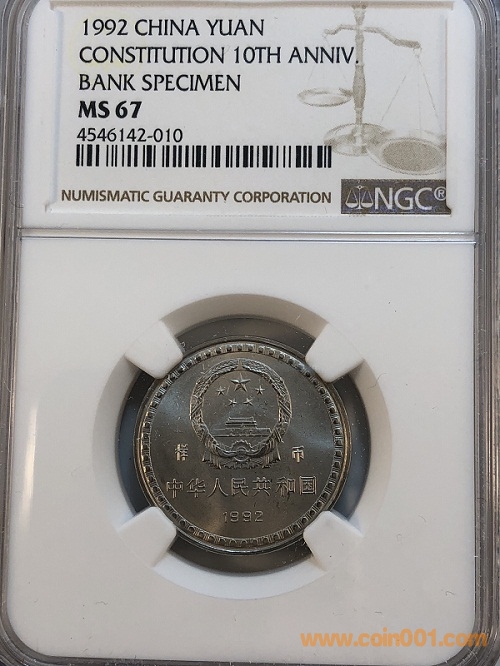 1992 CHINA YUAN
CONSTITUTION 10TH ANNIV.
BANK SPECIMEN
MS 67
4546142-010
NUMISMATIC GUARANTY CORPORATION
NGC®
样 币
中华人民共和国
1992
www.coin001.com